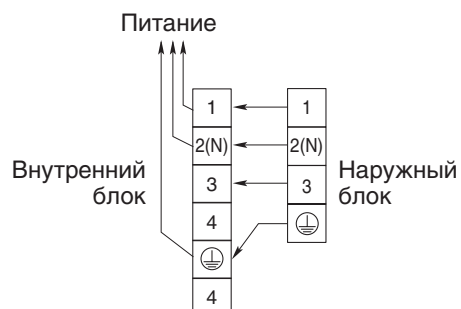 Питание
1
2(N)
3
4
4
1
2(N)
3
Внутренний
блок
Наружный
блок